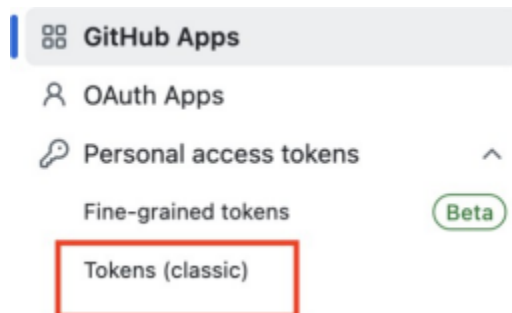 GitHub Apps
OAuth Apps
Personal access tokens
Fine-grained tokens Beta
Tokens (classic)